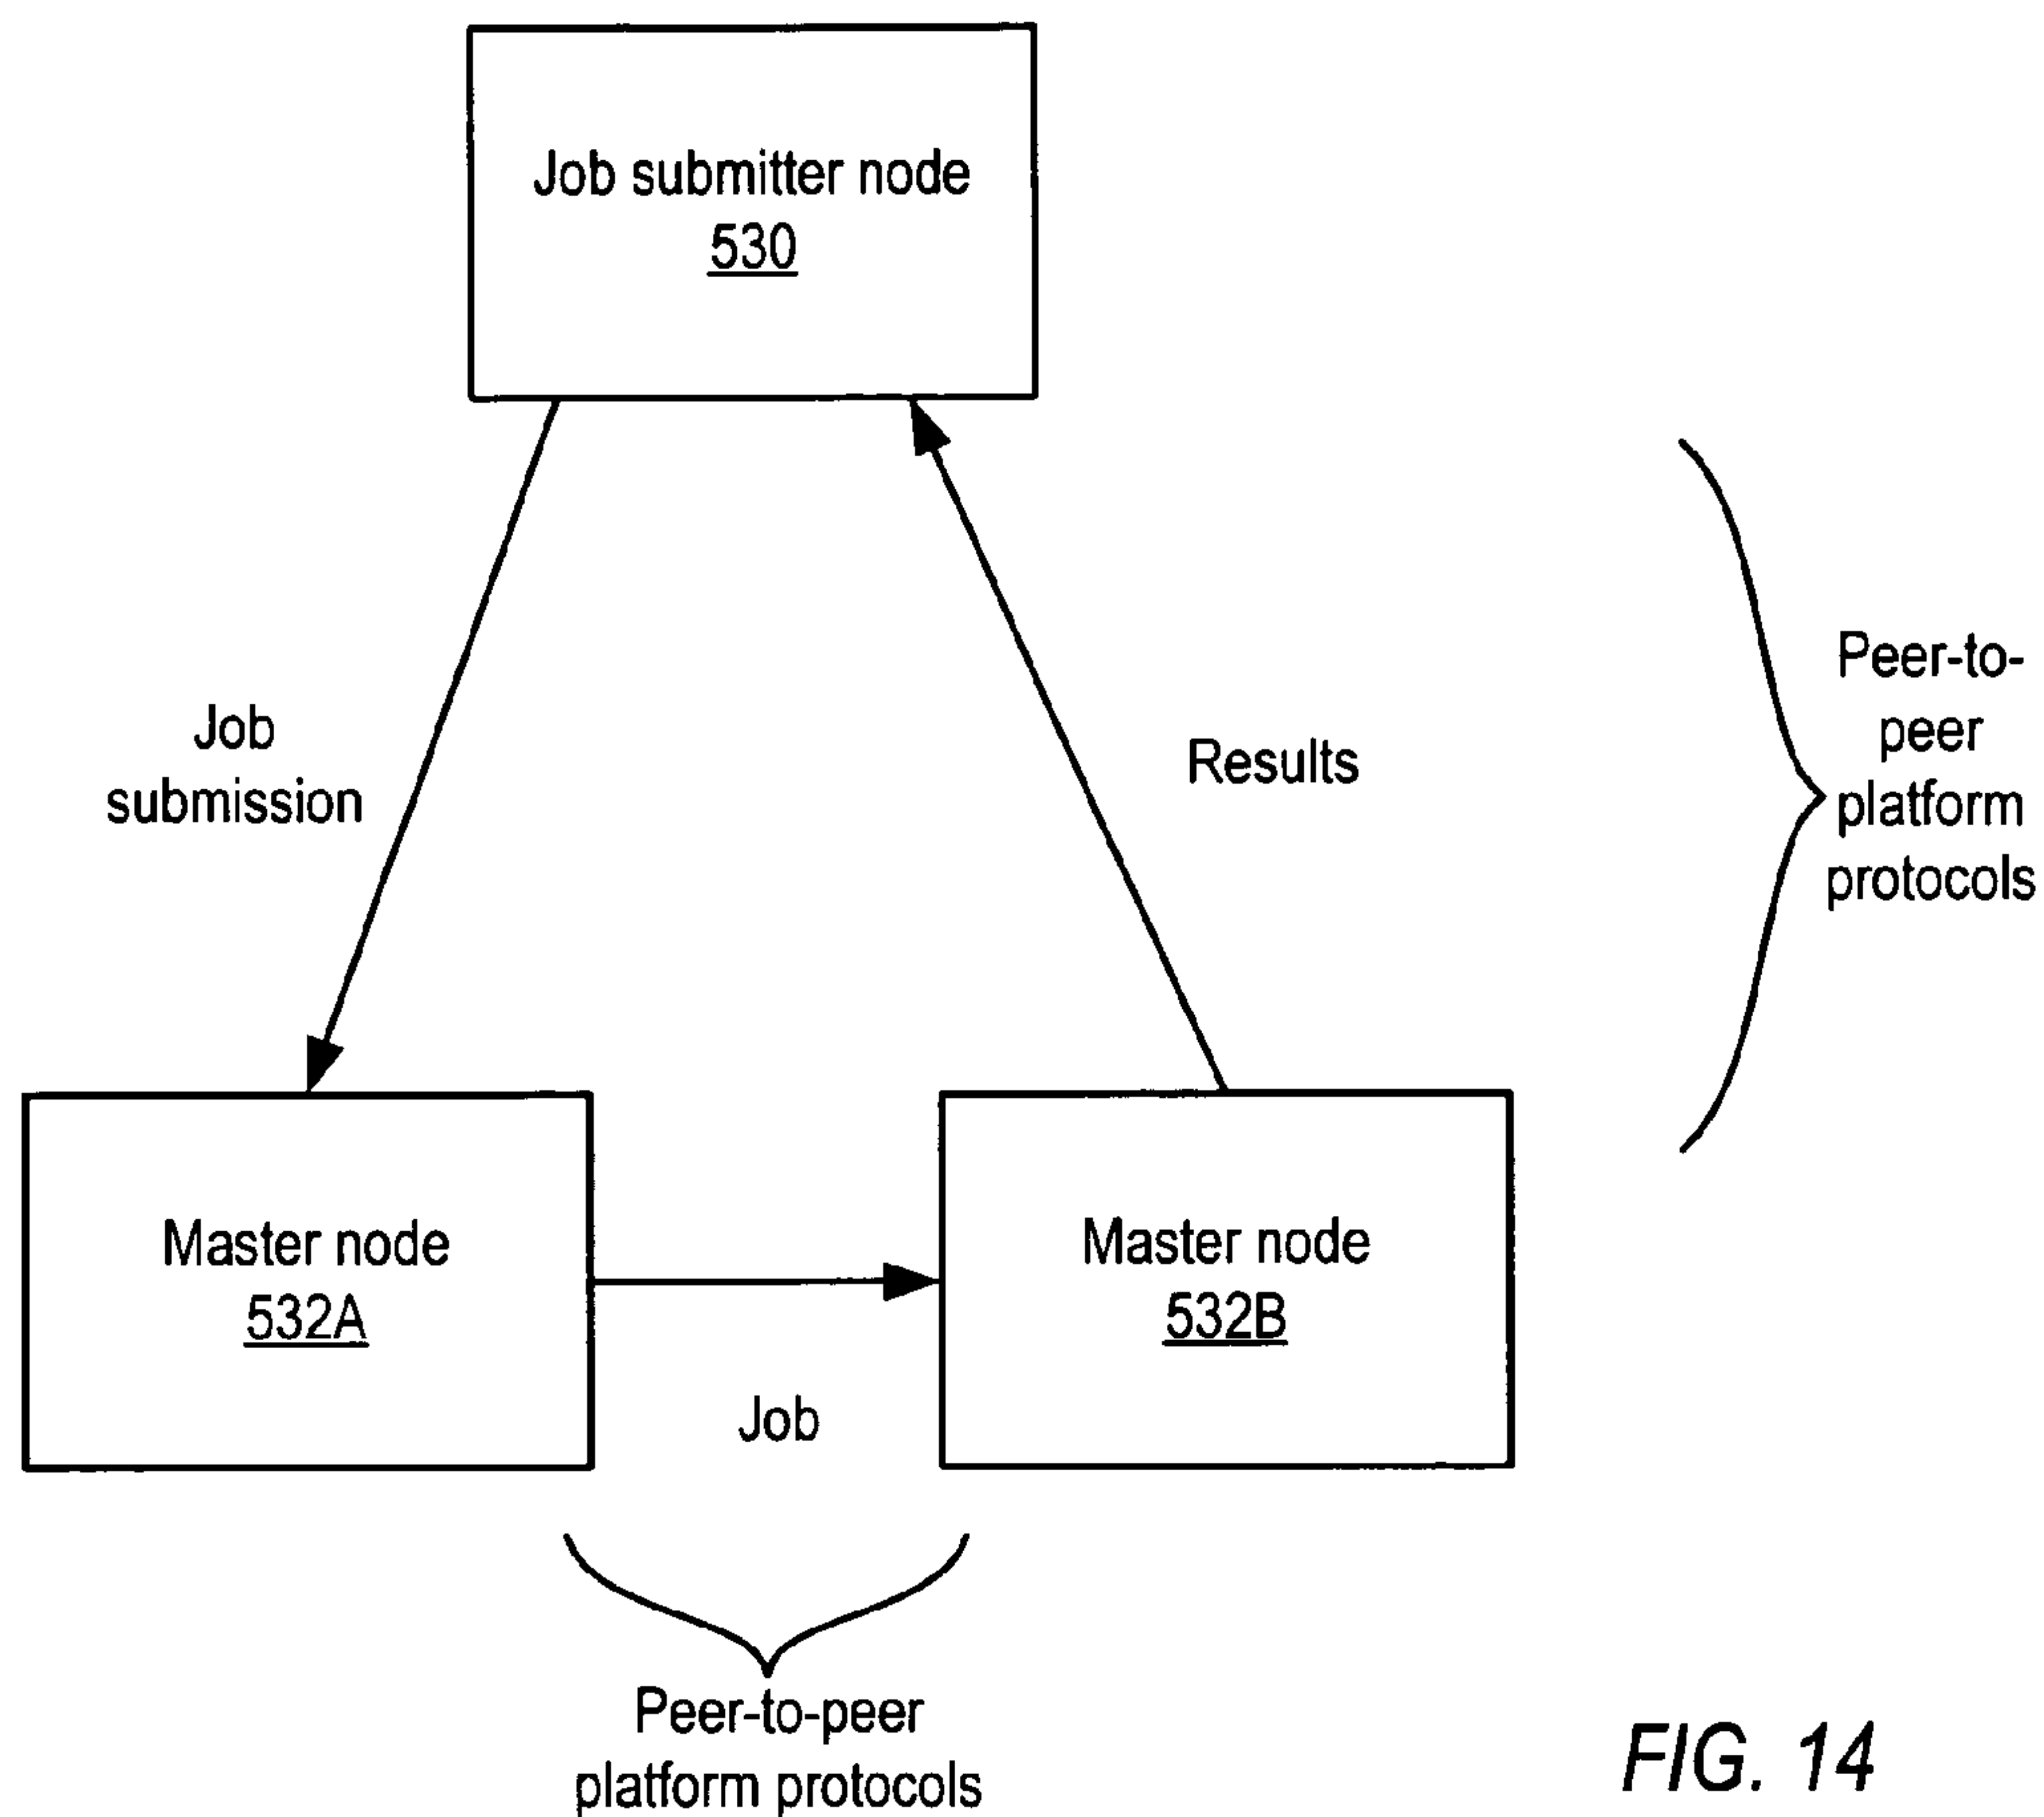 Job submitter node
530
Job
submission
Results
Peer-to-
peer
platform
protocols
Master node
532A
Job
Master node
532B
Peer-to-peer
platform protocols
FIG. 14